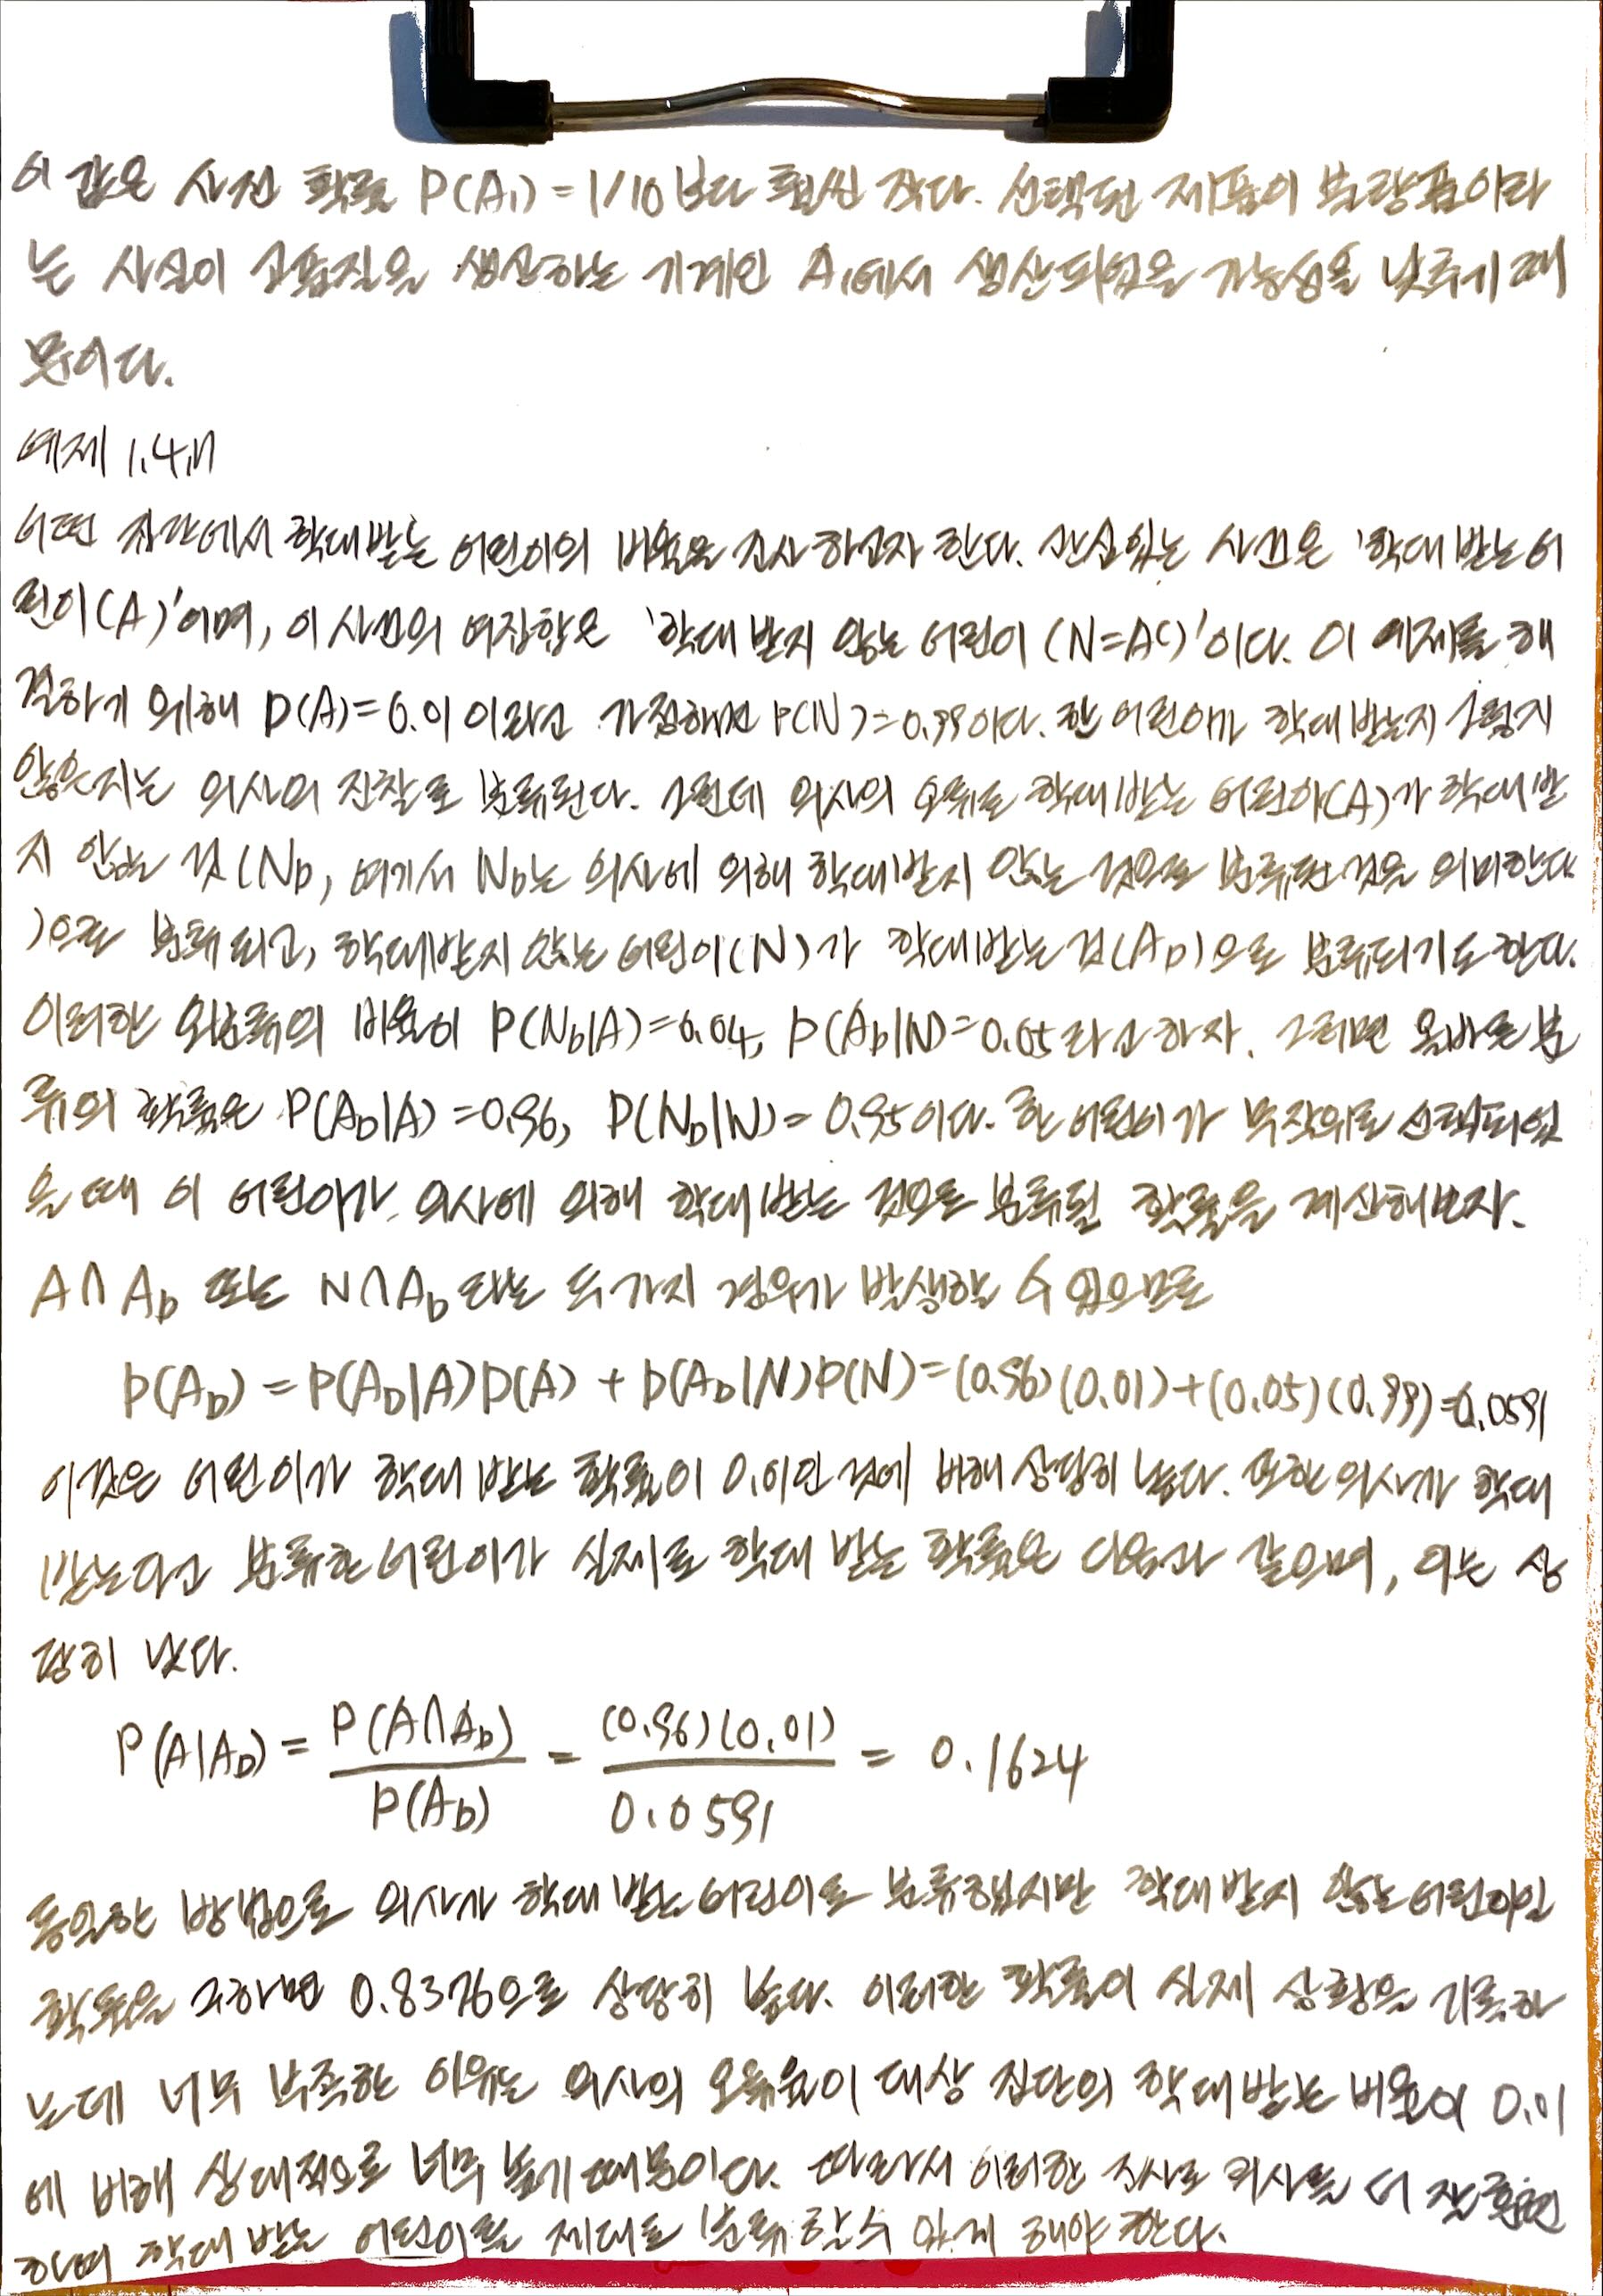 이 값은 사전 확률 P(A₁) = 1/10 보다 훨씬 작다. 선택된 제품이 불량품이라
는 사실이 고품질을 생산하는 기계인 A₁에서 생산되었을 가능성을 낮추기 때
문이다.
예제 1.4.11
어떤 집단에서 학대받는 어린이의 비율을 조사하고자 한다. 관심있는 사건은 '학대 받는 어
린이(A)'이며, 이 사건의 여집합은 '학대 받지 않는 어린이 (N=Aᶜ)'이다. 이 예제를 해
결하기 위해 P(A)=0.01 이라고 가정하면 P(N)=0.99이다. 한 어린이가 학대 받는지 그렇지
않은지는 의사의 진찰로 분류된다. 그런데 의사의 오류로 학대 받는 어린이(A)가 학대 받
지 않는 것(N_D, 여기서 N_D는 의사에 의해 학대받지 않는 것으로 분류된 것을 의미한다
)으로 분류되고, 학대받지 않는 어린이(N)가 학대받는 것(A_D)으로 분류되기도 한다.
이러한 오분류의 비율이 P(N_D|A)=0.04, P(A_D|N)=0.05라고 하자. 그러면 올바른 분
류의 확률은 P(A_D|A)=0.96, P(N_D|N)=0.95이다. 한 어린이가 무작위로 선택되었
을 때 이 어린이가 의사에 의해 학대 받는 것으로 분류될 확률을 계산해보자.
A∩A_D 또는 N∩A_D 라는 두 가지 경우가 발생할 수 있으므로
P(A_D) = P(A_D|A)P(A) + P(A_D|N)P(N)=(0.96)(0.01)+(0.05)(0.99)=0.0591
이것은 어린이가 학대 받는 확률이 0.01인 것에 비해 상당히 높다. 또한 의사가 학대
받는다고 분류한 어린이가 실제로 학대 받는 확률은 다음과 같으며, 이는 상
당히 낮다.
P(A|A_D) = P(A∩A_D) / P(A_D) = (0.96)(0.01) / 0.0591 = 0.1624
동일한 방법으로 의사가 학대 받는 어린이로 분류했지만 학대 받지 않는 어린이일
확률을 구하면 0.8376으로 상당히 높다. 이러한 확률이 실제 상황을 기록하
는데 너무 부족한 이유는 의사의 오류율이 대상 집단의 학대 받는 비율이 0.01
에 비해 상대적으로 너무 높기 때문이다. 따라서 이러한 조사로 의사를 더 잘 훈련
하여 학대 받는 어린이를 제대로 분류할 수 있게 해야 한다.